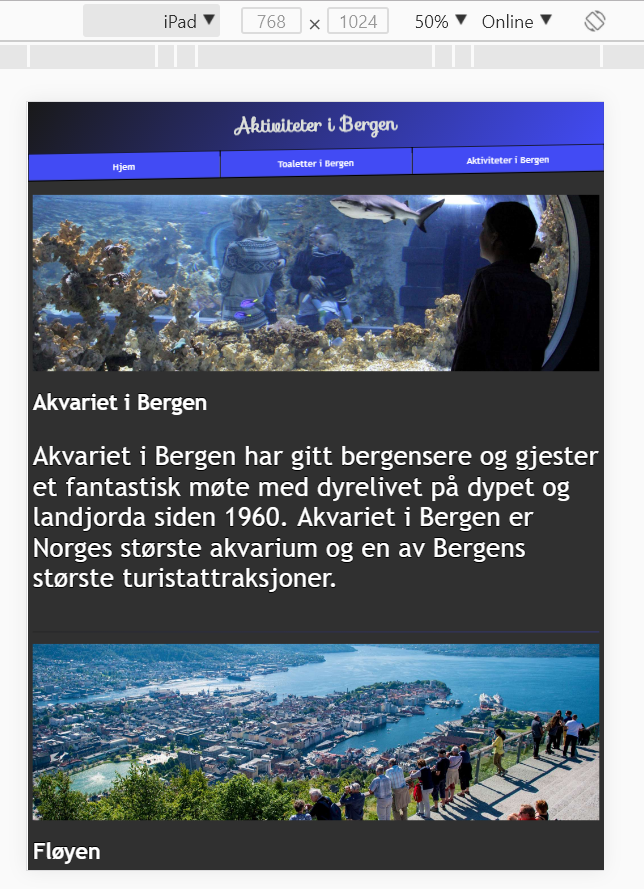 iPad ▼ 768 × 1024 50% ▼ Online ▼
Aktiviteter i Bergen
Hjem Toaletter i Bergen Aktiviteter i Bergen
Akvariet i Bergen
Akvariet i Bergen har gitt bergensere og gjester
et fantastisk møte med dyrelivet på dypet og
landjorda siden 1960. Akvariet i Bergen er
Norges største akvarium og en av Bergens
største turistattraksjoner.
Fløyen